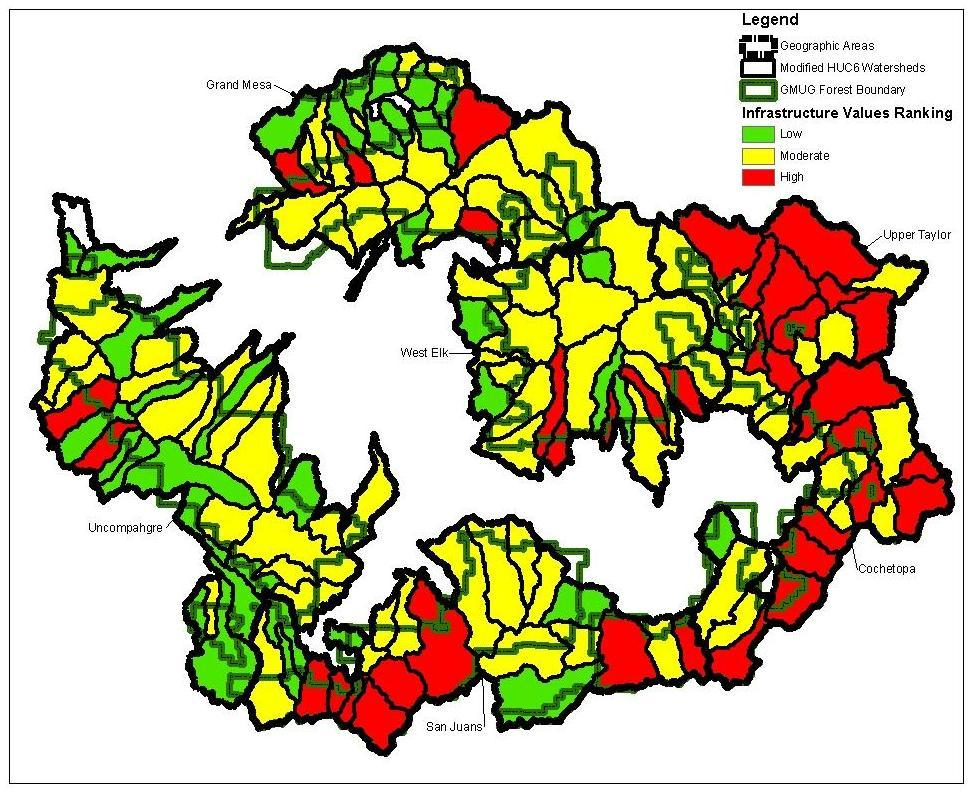 Legend
Geographic Areas
Modified HUC6 Watersheds
GMUG Forest Boundary
Infrastructure Values Ranking
Low
Moderate
High
Grand Mesa
Upper Taylor
West Elk
Uncompahgre
Cochetopa
San Juans